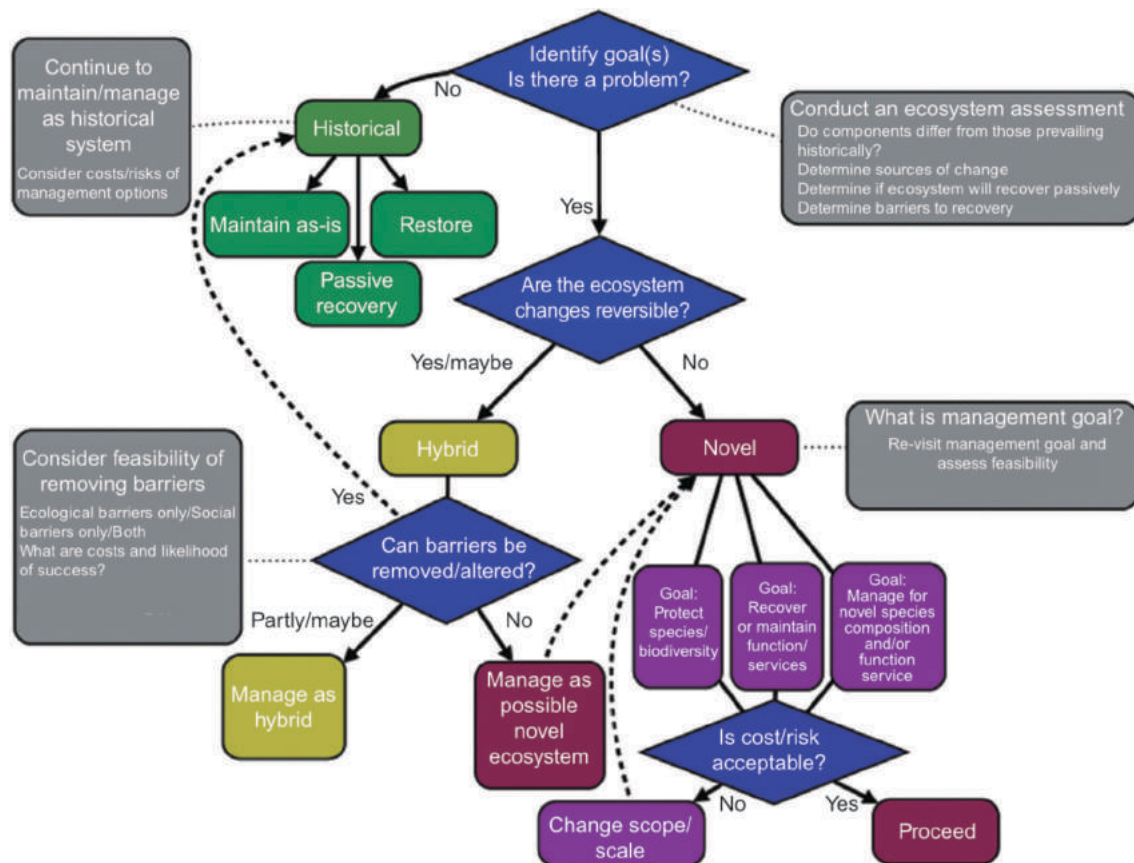 Identify goal(s)
Is there a problem?
No
Continue to
maintain/manage
as historical
system
Consider costs/risks of
management options
Historical
Conduct an ecosystem assessment
Do components differ from those prevailing
historically?
Determine sources of change
Determine if ecosystem will recover passively
Determine barriers to recovery
Yes
Maintain as-is
Restore
Passive
recovery
Are the ecosystem
changes reversible?
Yes/maybe
No
Hybrid
Novel
What is management goal?
Re-visit management goal and
assess feasibility
Consider feasibility of
removing barriers
Ecological barriers only/Social
barriers only/Both
What are costs and likelihood
of success?
Yes
Can barriers be
removed/altered?
Partly/maybe
No
Manage as
hybrid
Manage as
possible
novel
ecosystem
Goal:
Protect
species/
biodiversity
Goal:
Recover
or maintain
function/
services
Goal:
Manage for
novel species
composition
and/or
function
service
Is cost/risk
acceptable?
No
Yes
Change scope/
scale
Proceed